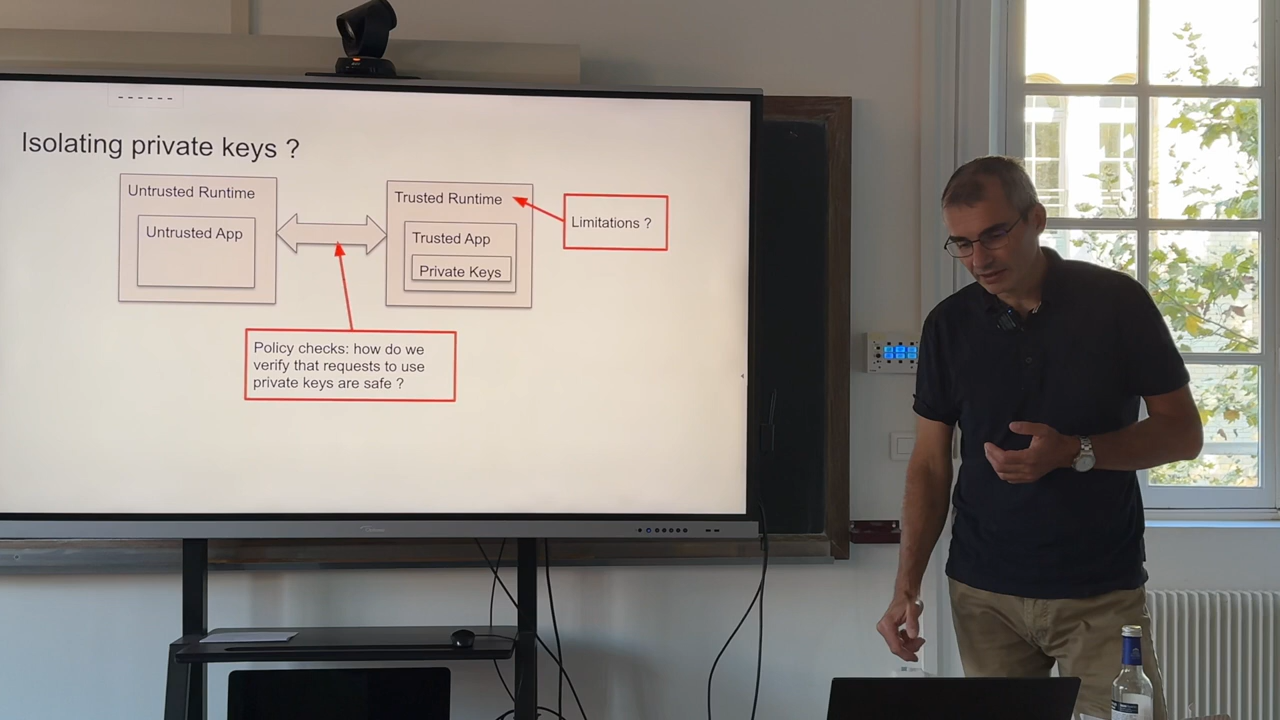 Isolating private keys ?
Untrusted Runtime
Untrusted App
Trusted Runtime
Trusted App
Private Keys
Limitations ?
Policy checks: how do we
verify that requests to use
private keys are safe ?